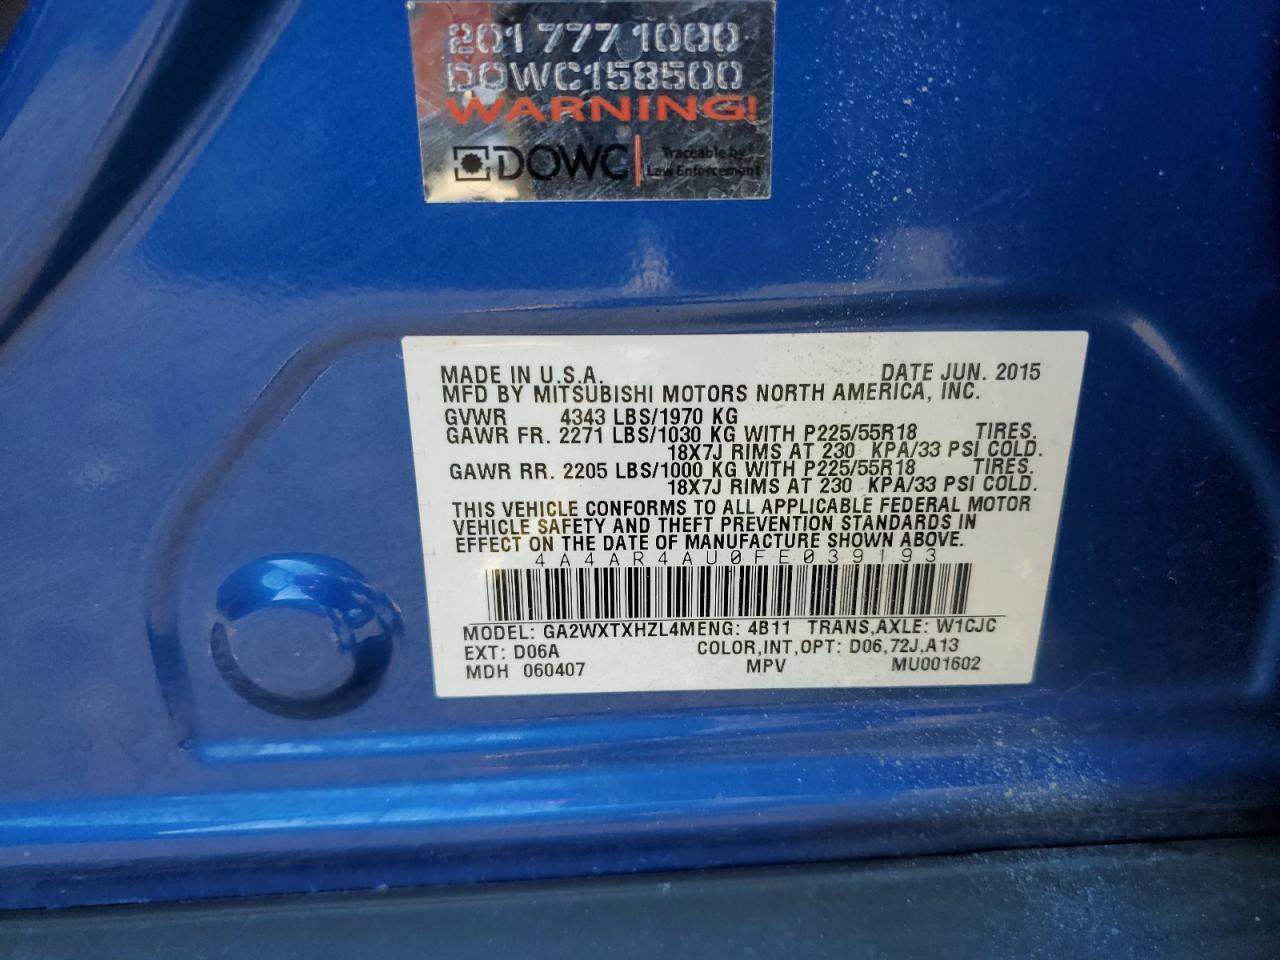 201 777 1000
DOWC158500
WARNING!
DOWC Traceable by
Law Enforcement
MADE IN U.S.A. DATE JUN. 2015
MFD BY MITSUBISHI MOTORS NORTH AMERICA, INC.
GVWR 4343 LBS/1970 KG
GAWR FR. 2271 LBS/1030 KG WITH P225/55R18 TIRES.
18X7J RIMS AT 230 KPA/33 PSI COLD.
GAWR RR. 2205 LBS/1000 KG WITH P225/55R18 TIRES.
18X7J RIMS AT 230 KPA/33 PSI COLD.
THIS VEHICLE CONFORMS TO ALL APPLICABLE FEDERAL MOTOR
VEHICLE SAFETY AND THEFT PREVENTION STANDARDS IN
EFFECT ON THE DATE OF MANUFACTURE SHOWN ABOVE.
4A4AR4AU0FE039193
MODEL: GA2WXTXHZL4MENG: 4B11 TRANS,AXLE: W1CJC
EXT: D06A COLOR,INT,OPT: D06,72J,A13
MDH 060407 MPV MU001602